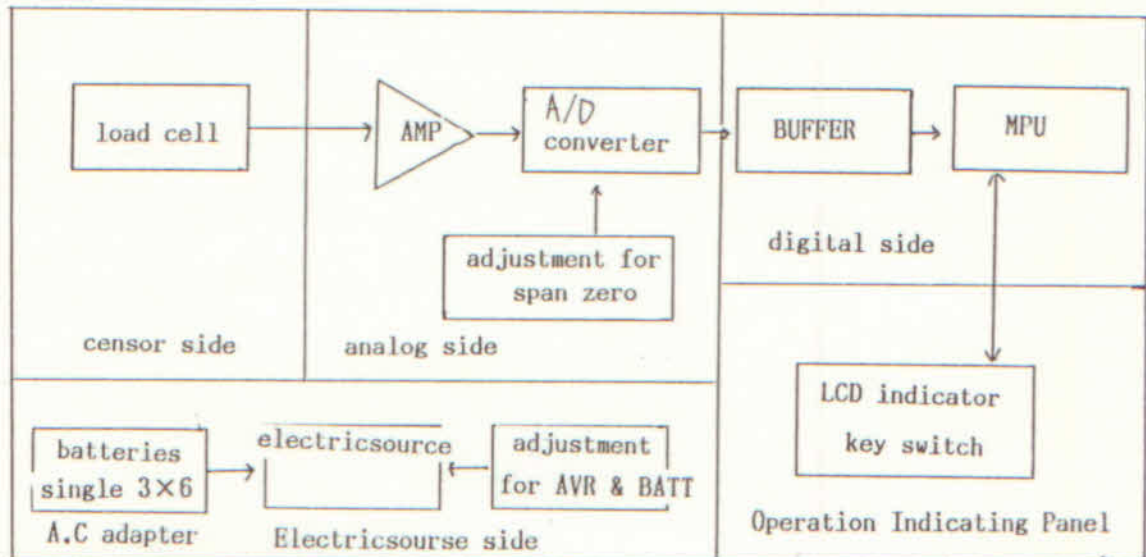 load cell
AMP
A/D
converter
BUFFER
MPU
adjustment for
span zero
digital side
censor side
analog side
LCD indicator
key switch
batteries
single 3×6
A.C adapter
electricsource
adjustment
for AVR & BATT
Electricsourse side
Operation Indicating Panel